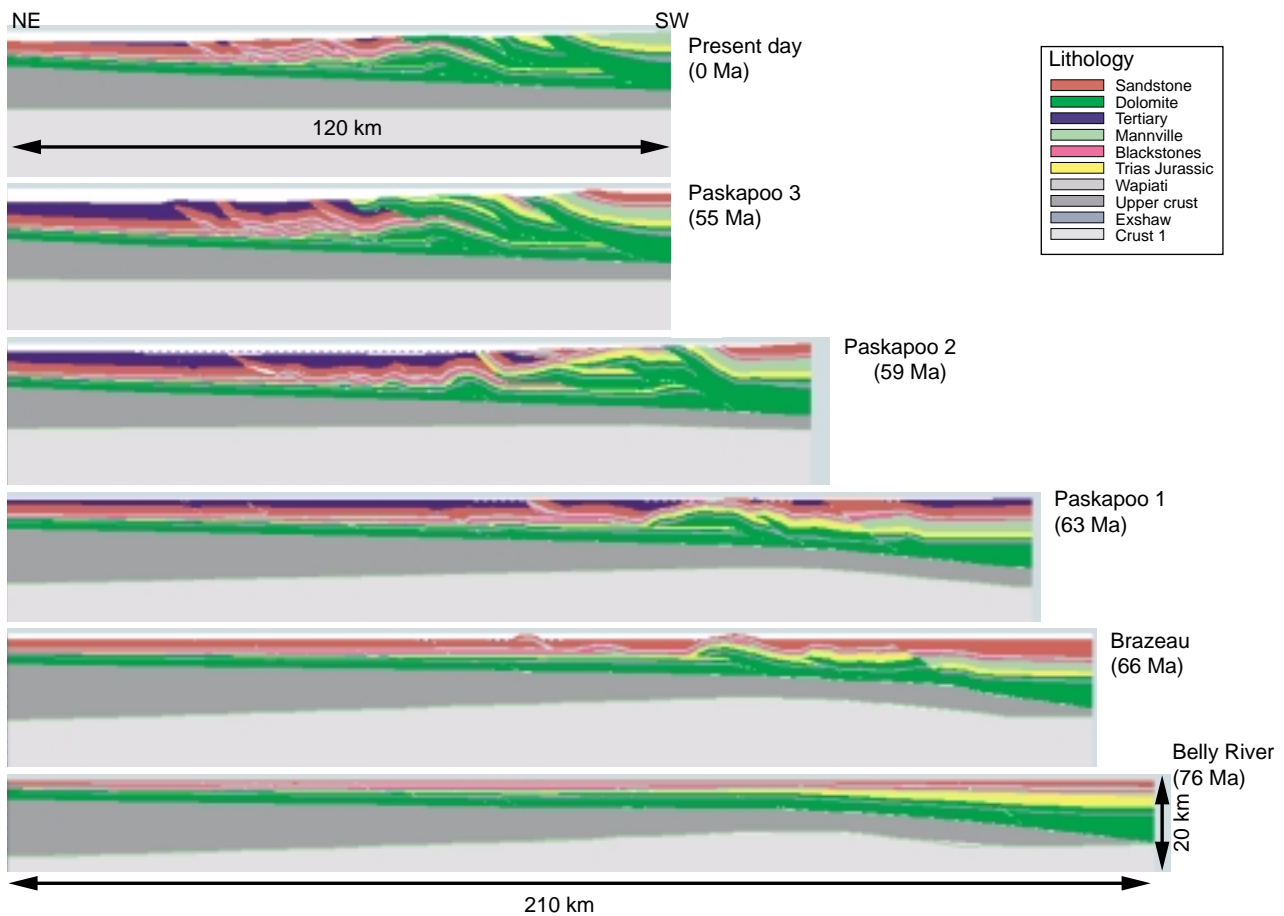 NE
SW
Present day
(0 Ma)
120 km
Lithology
Sandstone
Dolomite
Tertiary
Mannville
Blackstones
Trias Jurassic
Wapiati
Upper crust
Exshaw
Crust 1
Paskapoo 3
(55 Ma)
Paskapoo 2
(59 Ma)
Paskapoo 1
(63 Ma)
Brazeau
(66 Ma)
Belly River
(76 Ma)
20 km
210 km